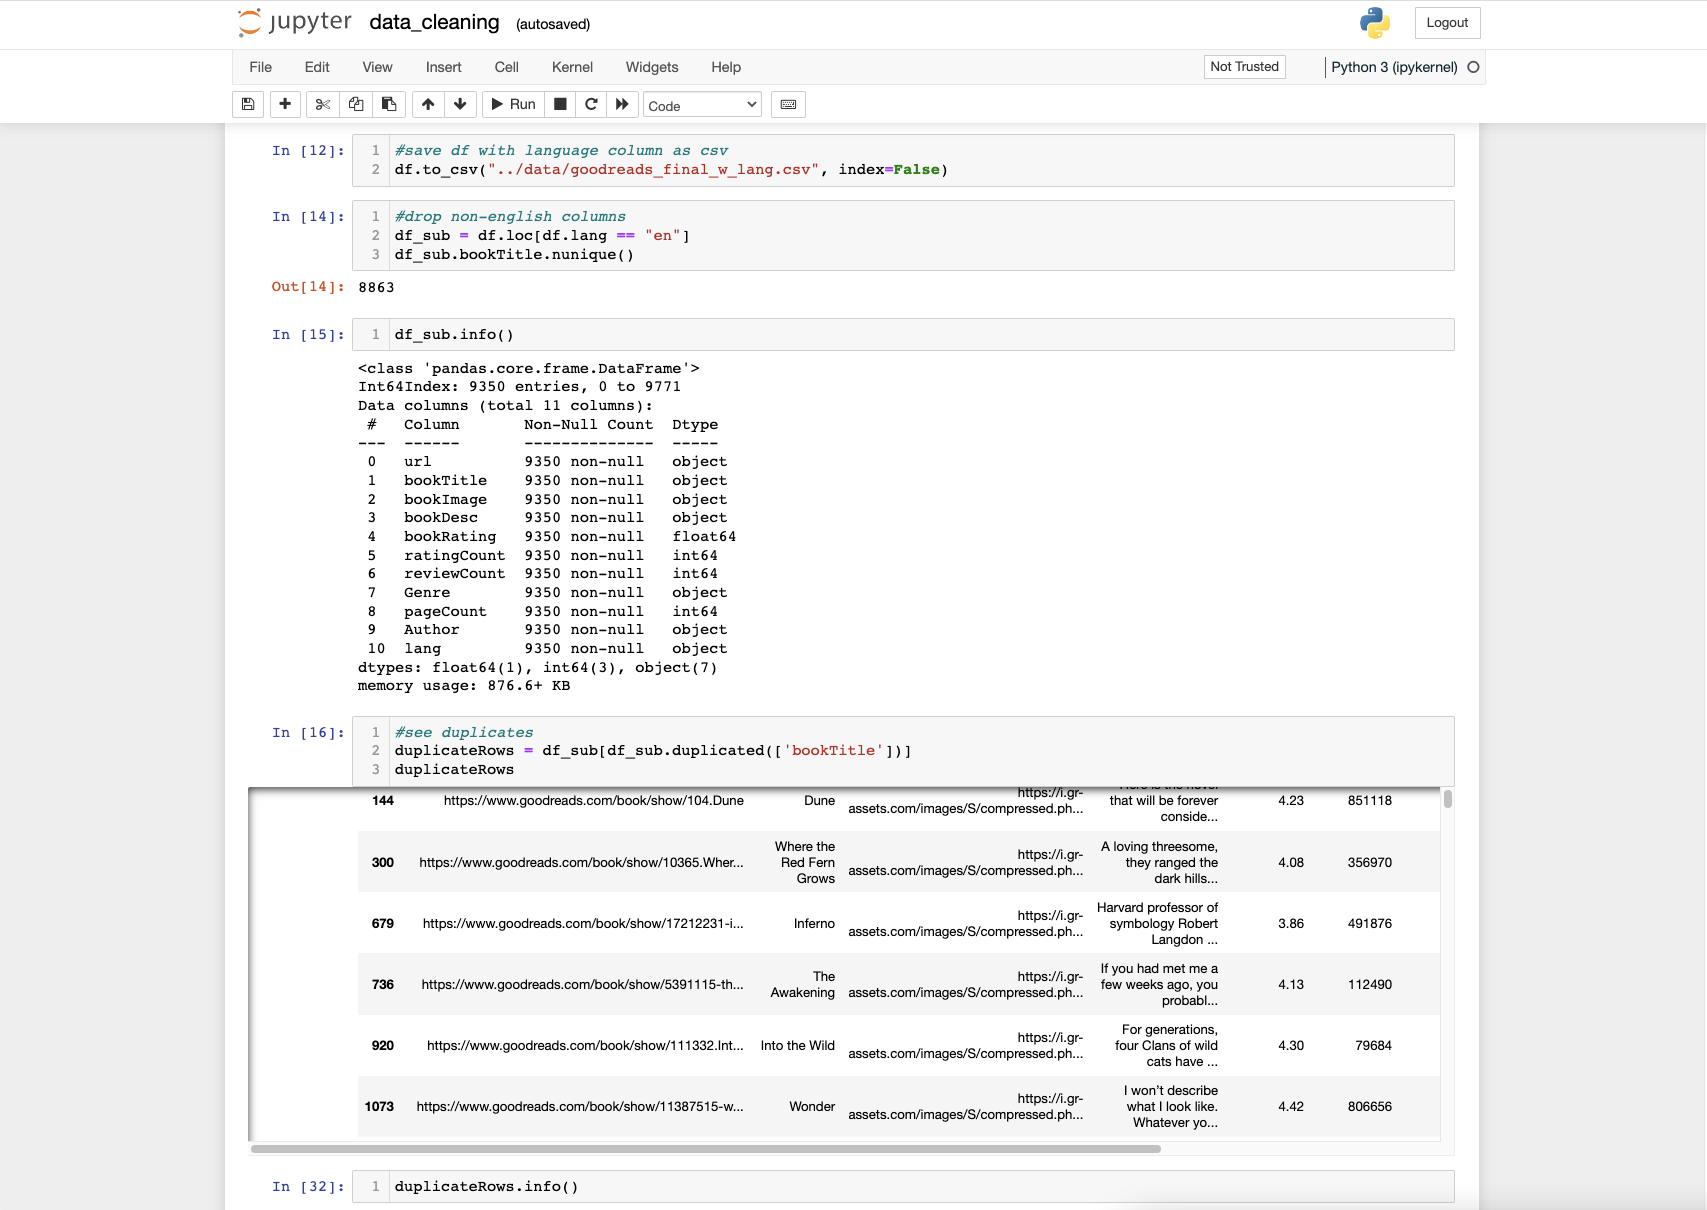 jupyter data_cleaning (autosaved)
Logout
File Edit View Insert Cell Kernel Widgets Help
Not Trusted Python 3 (ipykernel)
Run Code
In [12]:
1 #save df with language column as csv
2 df.to_csv("../data/goodreads_final_w_lang.csv", index=False)
In [14]:
1 #drop non-english columns
2 df_sub = df.loc[df.lang == "en"]
3 df_sub.bookTitle.nunique()
Out[14]: 8863
In [15]:
1 df_sub.info()
<class 'pandas.core.frame.DataFrame'>
Int64Index: 9350 entries, 0 to 9771
Data columns (total 11 columns):
# Column Non-Null Count Dtype
--- ------ -------------- -----
0 url 9350 non-null object
1 bookTitle 9350 non-null object
2 bookImage 9350 non-null object
3 bookDesc 9350 non-null object
4 bookRating 9350 non-null float64
5 ratingCount 9350 non-null int64
6 reviewCount 9350 non-null int64
7 Genre 9350 non-null object
8 pageCount 9350 non-null int64
9 Author 9350 non-null object
10 lang 9350 non-null object
dtypes: float64(1), int64(3), object(7)
memory usage: 876.6+ KB
In [16]:
1 #see duplicates
2 duplicateRows = df_sub[df_sub.duplicated(['bookTitle'])]
3 duplicateRows
144 https://www.goodreads.com/book/show/104.Dune Dune
https://i.gr-
assets.com/images/S/compressed.ph...
Here is the novel
that will be forever
conside...
4.23 851118
300 https://www.goodreads.com/book/show/10365.Wher...
Where the
Red Fern
Grows
https://i.gr-
assets.com/images/S/compressed.ph...
A loving threesome,
they ranged the
dark hills...
4.08 356970
679 https://www.goodreads.com/book/show/17212231-i... Inferno
https://i.gr-
assets.com/images/S/compressed.ph...
Harvard professor of
symbology Robert
Langdon ...
3.86 491876
736 https://www.goodreads.com/book/show/5391115-th...
The
Awakening
https://i.gr-
assets.com/images/S/compressed.ph...
If you had met me a
few weeks ago, you
probabl...
4.13 112490
920 https://www.goodreads.com/book/show/111332.Int... Into the Wild
https://i.gr-
assets.com/images/S/compressed.ph...
For generations,
four Clans of wild
cats have ...
4.30 79684
1073 https://www.goodreads.com/book/show/11387515-w... Wonder
https://i.gr-
assets.com/images/S/compressed.ph...
I won't describe
what I look like.
Whatever yo...
4.42 806656
In [32]:
1 duplicateRows.info()